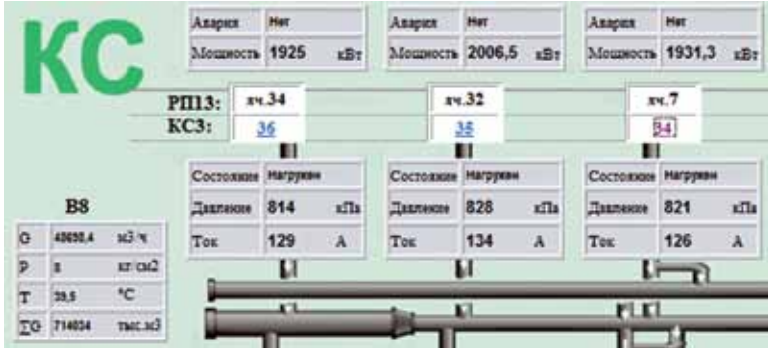 КС
Авария Нет
Мощность 1925 кВт
Авария Нет
Мощность 2006,5 кВт
Авария Нет
Мощность 1931,3 кВт
РП13: яч.34 яч.32 яч.7
КС3: 36 35 34
Состояние Нагружен
Давление 814 кПа
Ток 129 А
Состояние Нагружен
Давление 828 кПа
Ток 134 А
Состояние Нагружен
Давление 821 кПа
Ток 126 А
В8
G м3/ч
P 8 кг/см2
T 39,5 °C
ΣG 714034 тыс.м3